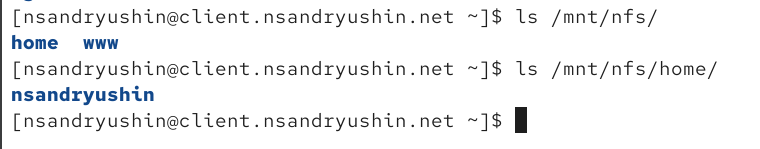 [nsandryushin@client.nsandryushin.net ~]$ ls /mnt/nfs/
home  www
[nsandryushin@client.nsandryushin.net ~]$ ls /mnt/nfs/home/
nsandryushin
[nsandryushin@client.nsandryushin.net ~]$